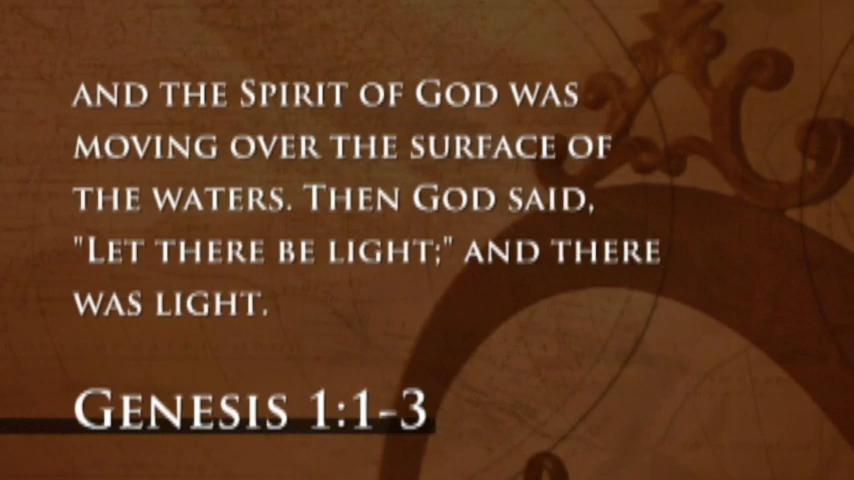 and the Spirit of God was
moving over the surface of
the waters. Then God said,
"Let there be light;" and there
was light.
Genesis 1:1-3